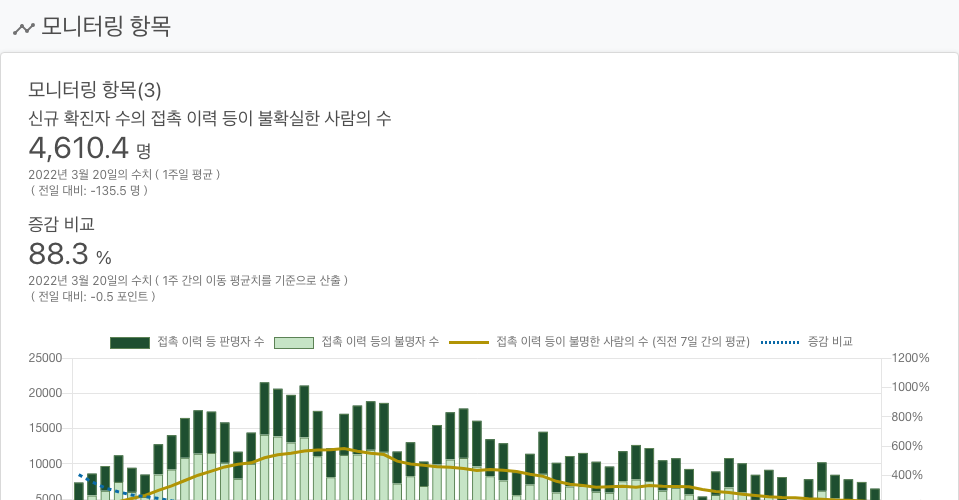 모니터링 항목
모니터링 항목(3)
신규 확진자 수의 접촉 이력 등이 불확실한 사람의 수
4,610.4 명
2022년 3월 20일의 수치 ( 1주일 평균 )
( 전일 대비: -135.5 명 )
증감 비교
88.3 %
2022년 3월 20일의 수치 ( 1주 간의 이동 평균치를 기준으로 산출 )
( 전일 대비: -0.5 포인트 )
접촉 이력 등 판명자 수 접촉 이력 등의 불명자 수 접촉 이력 등이 불명한 사람의 수 (직전 7일 간의 평균) 증감 비교
25000 1200%
20000 1000%
15000 800%
10000 600%
5000 400%